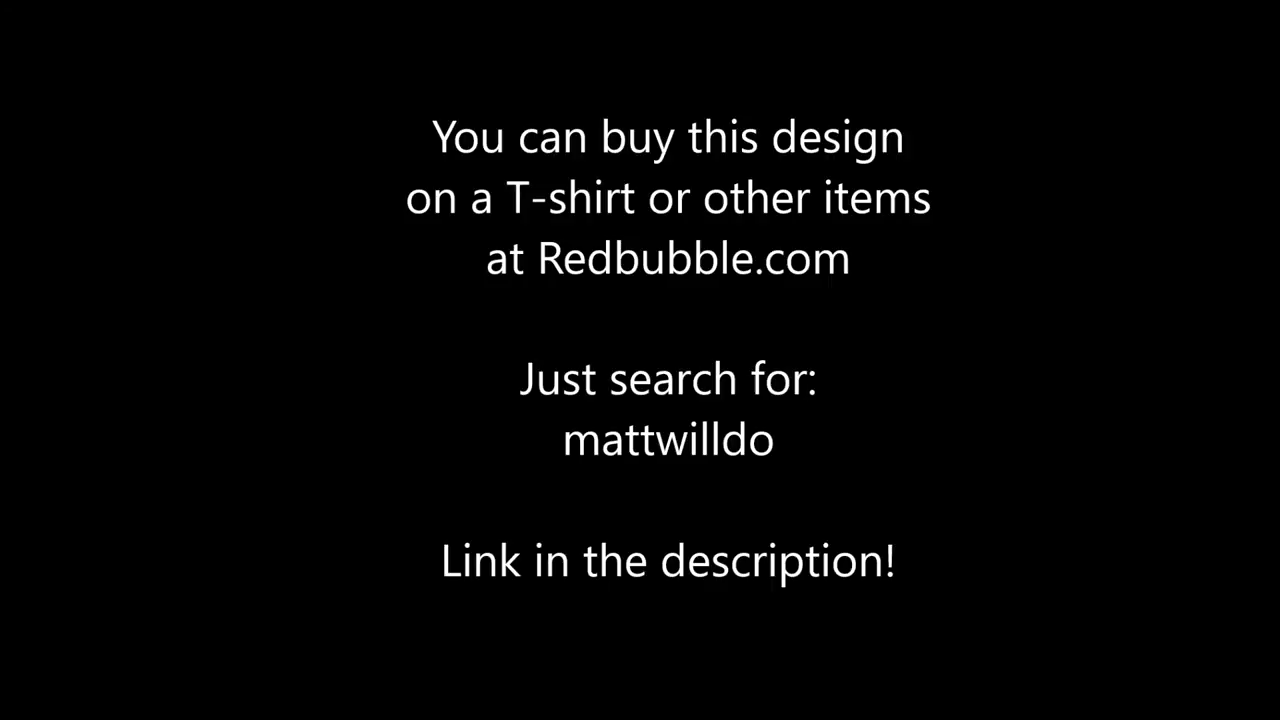 You can buy this design
on a T-shirt or other items
at Redbubble.com
Just search for:
mattwilldo
Link in the description!